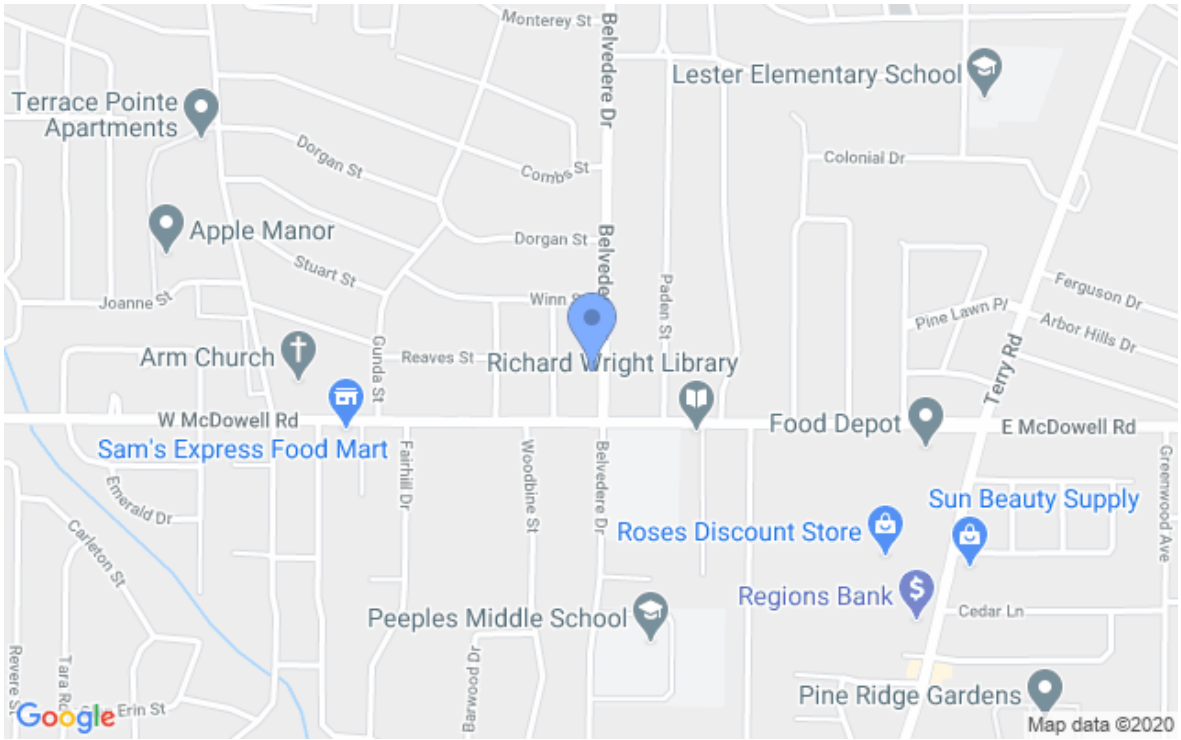 Monterey St
Belvedere Dr
Lester Elementary School
Terrace Pointe
Apartments
Dorgan St
Combs St
Colonial Dr
Apple Manor
Dorgan St
Belvede
Stuart St
Joanne St
Winn S
Paden St
Ferguson Dr
Pine Lawn Pl
Arbor Hills Dr
Terry Rd
Gunda St
Arm Church
Reaves St
Richard Wright Library
W McDowell Rd
Food Depot
E McDowell Rd
Sam's Express Food Mart
Fairhill Dr
Woodbine St
Belvedere Dr
Greenwood Ave
Emerald Dr
Sun Beauty Supply
Carleton St
Roses Discount Store
Regions Bank
Cedar Ln
Peeples Middle School
Barwood Dr
Revere St
Tara Rd
Erin St
Pine Ridge Gardens
Google
Map data ©2020